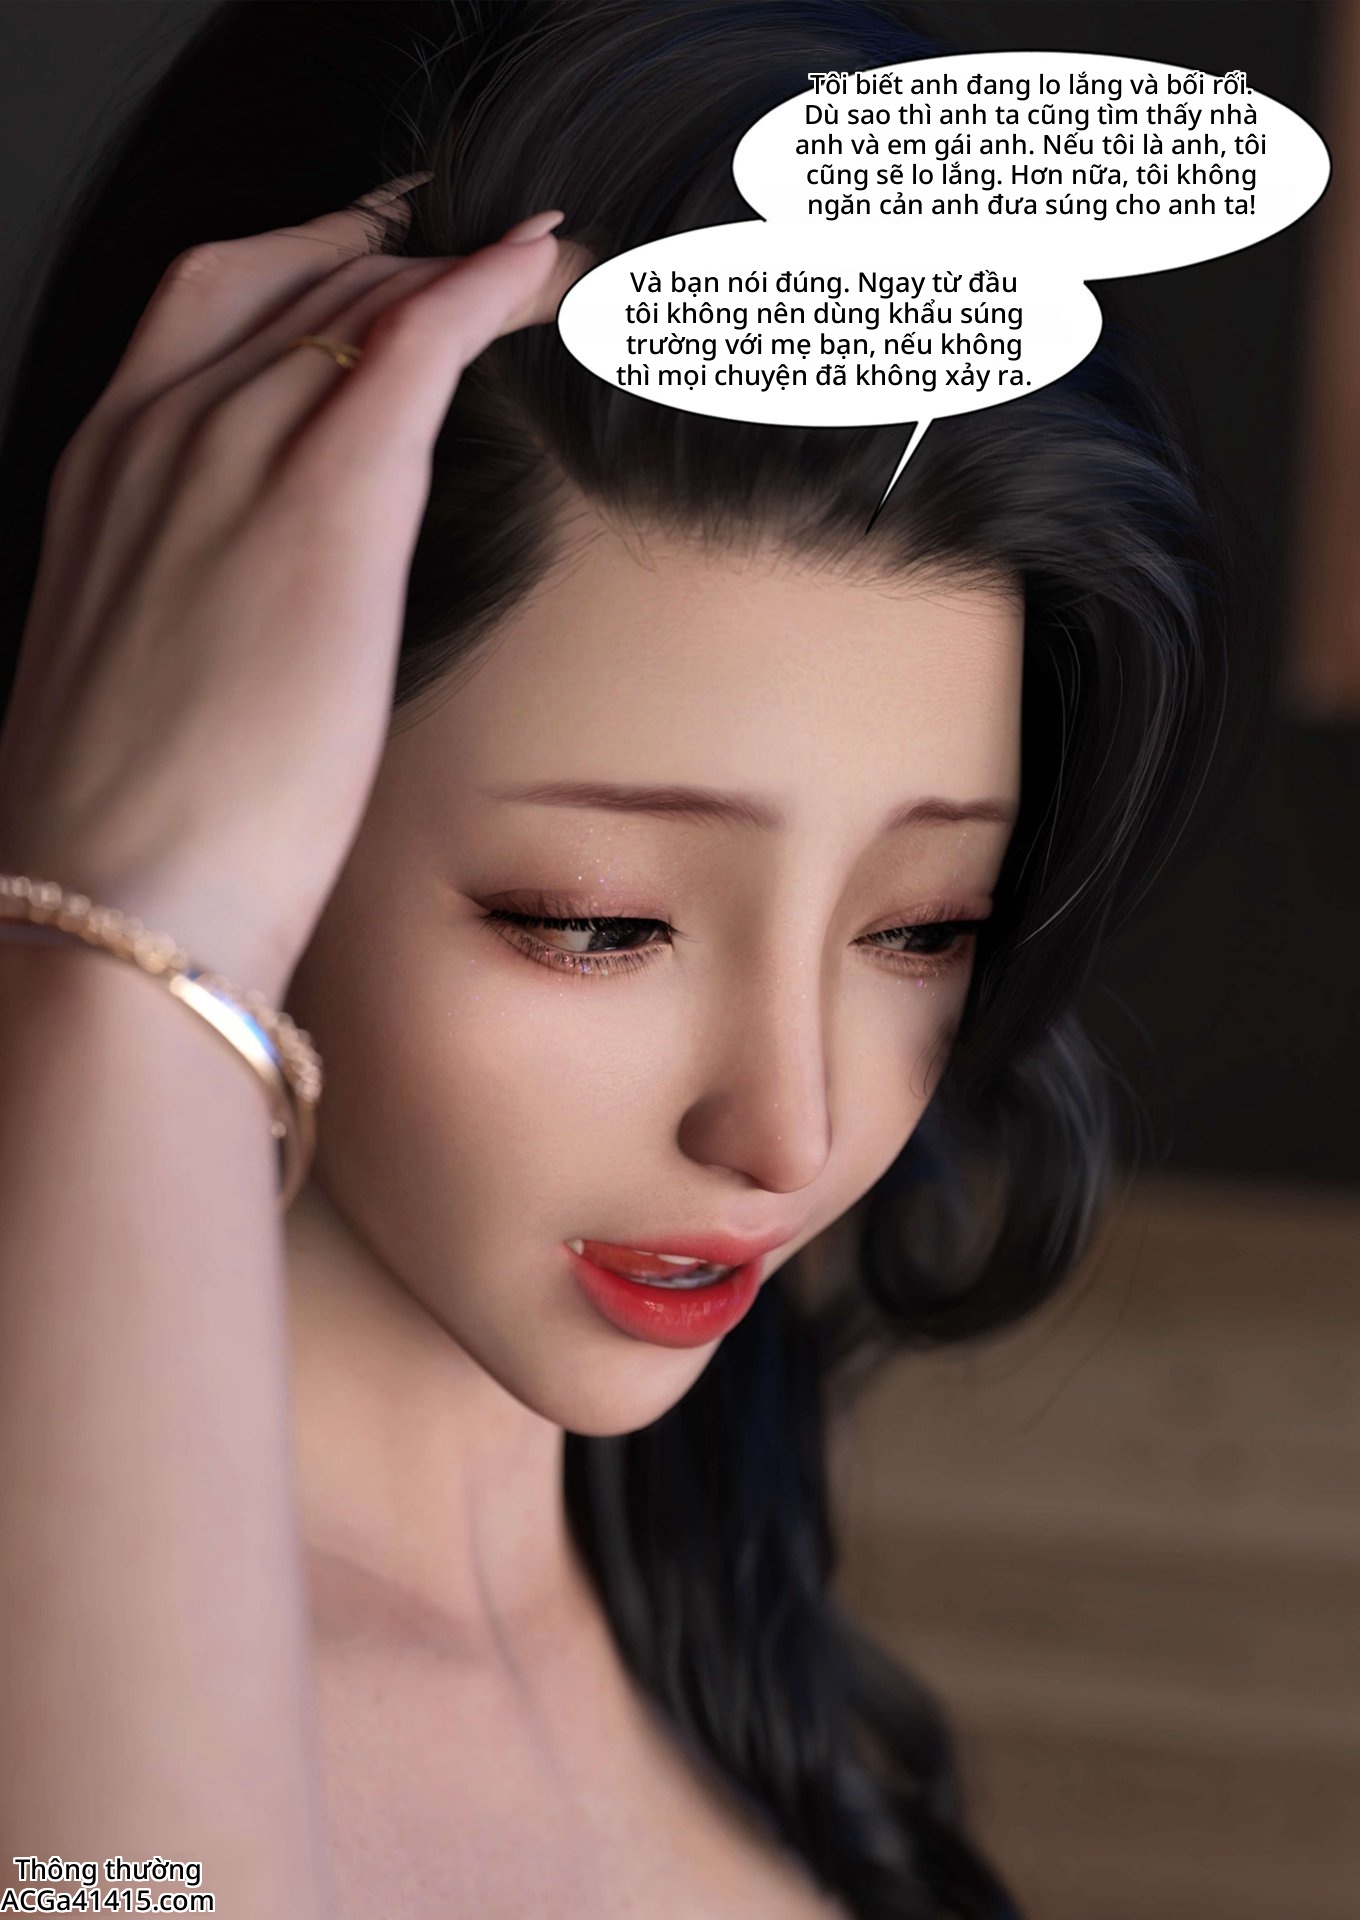 Tôi biết anh đang lo lắng và bối rối.
Dù sao thì anh ta cũng tìm thấy nhà
anh và em gái anh. Nếu tôi là anh, tôi
cũng sẽ lo lắng. Hơn nữa, tôi không
ngăn cản anh đưa súng cho anh ta!
Và bạn nói đúng. Ngay từ đầu
tôi không nên dùng khẩu súng
trường với mẹ bạn, nếu không
thì mọi chuyện đã không xảy ra.
Thông thường
ACGa41415.com